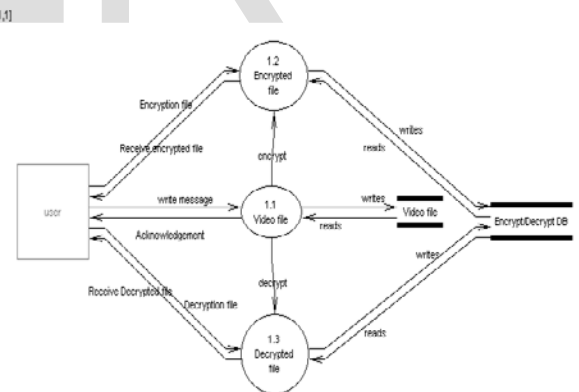 ,1]
1.2
Encrypted
file
Encryption file
Receive encrypted file
writes
reads
encrypt
user
write message
1.1
Video file
writes
Video file
Encrypt/Decrypt DB
Acknowledgement
reads
decrypt
writes
Receive Decrypted file
Decryption file
1.3
Decrypted
file
reads